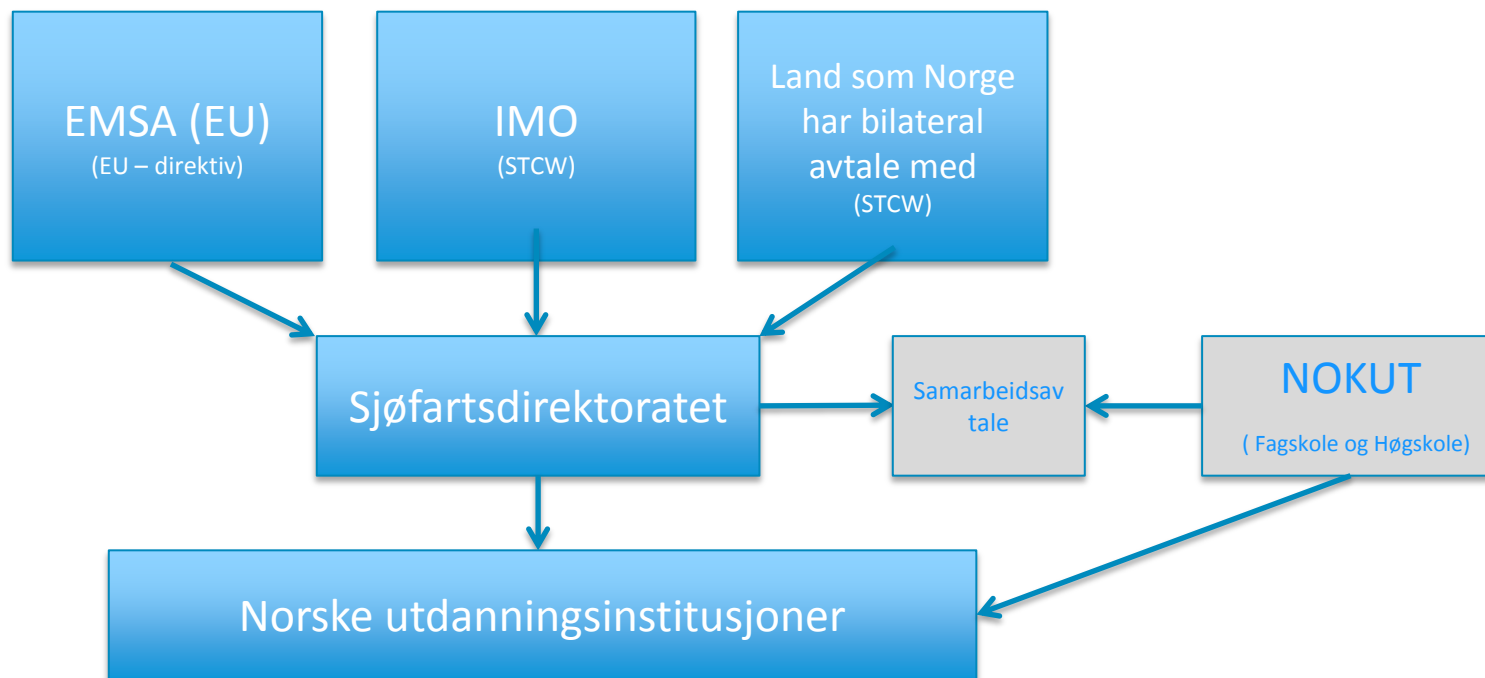 EMSA (EU)
(EU – direktiv)
IMO
(STCW)
Land som Norge
har bilateral
avtale med
(STCW)
Sjøfartsdirektoratet
Samarbeidsav
tale
NOKUT
( Fagskole og Høgskole)
Norske utdanningsinstitusjoner